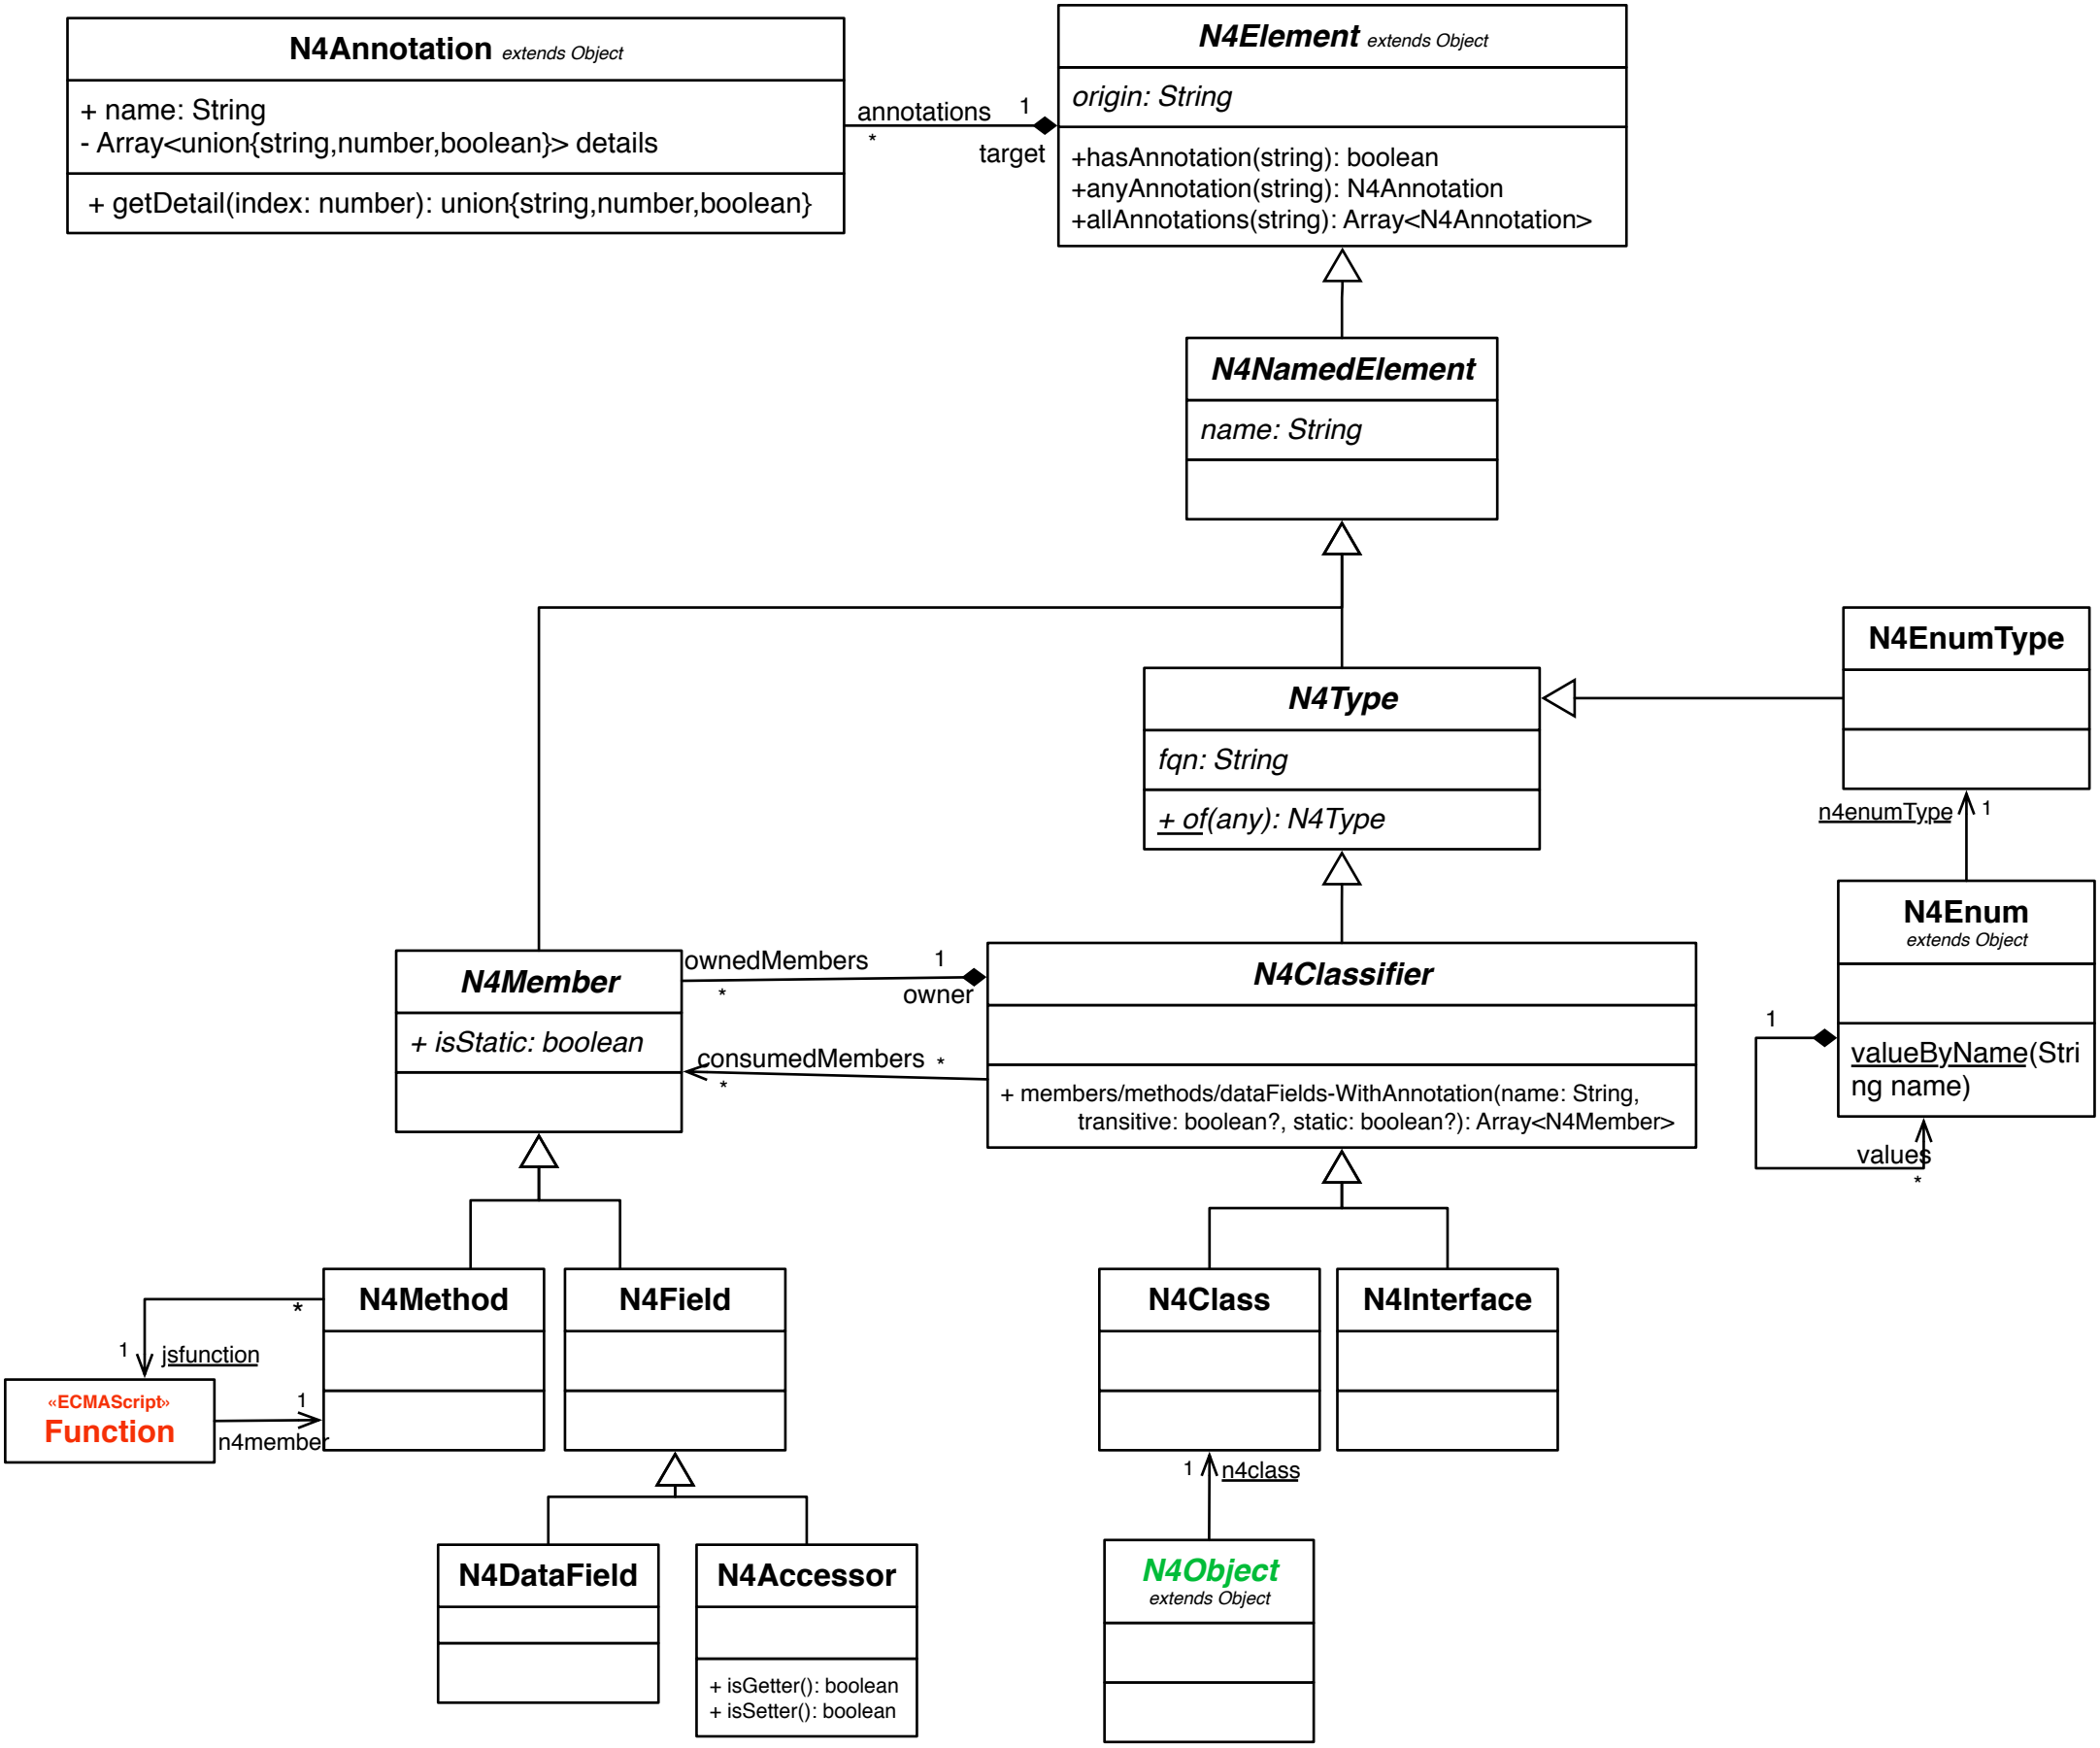 N4Annotation extends Object
+ name: String
- Array<union{string,number,boolean}> details
+ getDetail(index: number): union{string,number,boolean}
annotations 1
*
target
N4Element extends Object
origin: String
+hasAnnotation(string): boolean
+anyAnnotation(string): N4Annotation
+allAnnotations(string): Array<N4Annotation>
N4NamedElement
name: String
N4Type
fqn: String
+ of(any): N4Type
N4EnumType
n4enumType 1
N4Enum
extends Object
valueByName(Stri
ng name)
1
values
*
N4Member
+ isStatic: boolean
ownedMembers 1
*
owner
consumedMembers *
*
N4Classifier
+ members/methods/dataFields-WithAnnotation(name: String,
transitive: boolean?, static: boolean?): Array<N4Member>
N4Method
N4Field
N4Class
N4Interface
*
1 jsfunction
«ECMAScript»
Function
1
n4member
1 n4class
N4DataField
N4Accessor
+ isGetter(): boolean
+ isSetter(): boolean
N4Object
extends Object